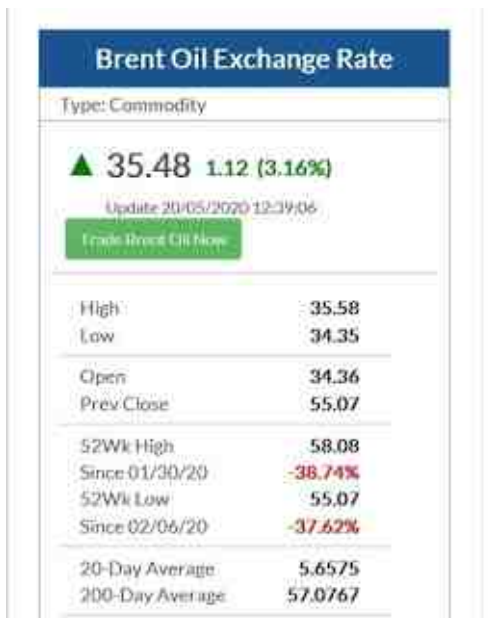 Brent Oil Exchange Rate
Type: Commodity
▲ 35.48 1.12 (3.16%)
Update 20/05/2020 12:39:06
Trade Brent Oil Now
High 35.58
Low 34.35
Open 34.36
Prev Close 55.07
52Wk High 58.08
Since 01/30/20 -38.74%
52Wk Low 55.07
Since 02/06/20 -37.62%
20-Day Average 5.6575
200-Day Average 57.0767